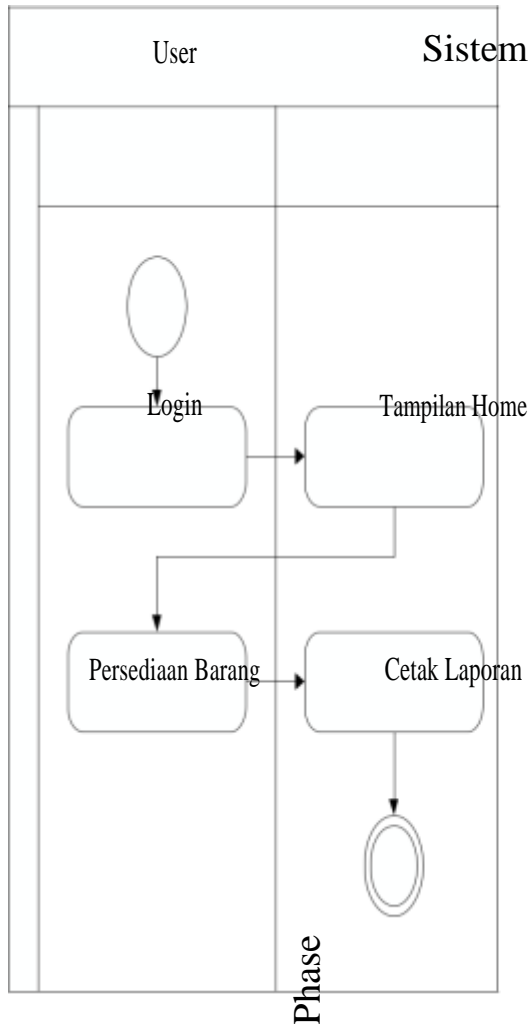 User
Sistem
Login
Tampilan Home
Persediaan Barang
Cetak Laporan
Phase